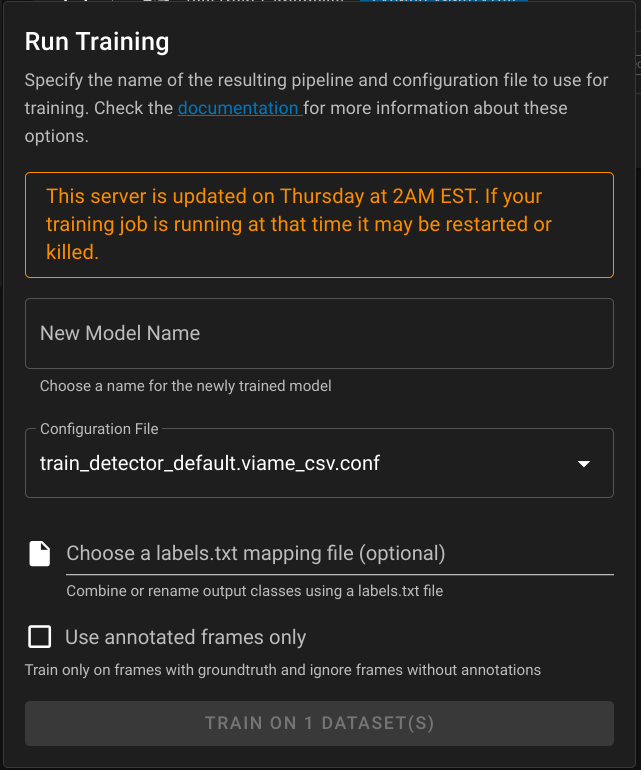 Run Training
Specify the name of the resulting pipeline and configuration file to use for
training. Check the documentation for more information about these
options.
This server is updated on Thursday at 2AM EST. If your
training job is running at that time it may be restarted or
killed.
New Model Name
Choose a name for the newly trained model
Configuration File
train_detector_default.viame_csv.conf
Choose a labels.txt mapping file (optional)
Combine or rename output classes using a labels.txt file
Use annotated frames only
Train only on frames with groundtruth and ignore frames without annotations
TRAIN ON 1 DATASET(S)